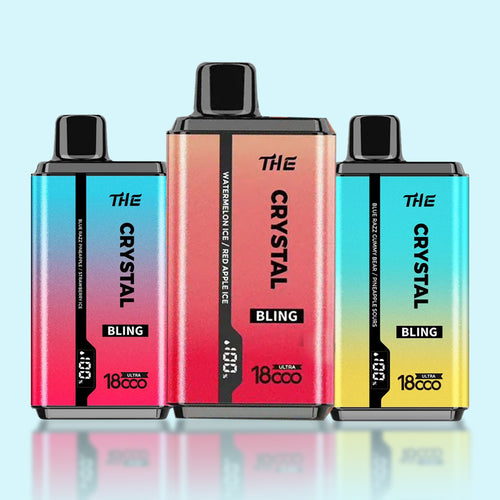 THE
CRYSTAL
BLING
BLUE RAZZ PINEAPPLE / STRAWBERRY ICE
100%
ULTRA
18000
THE
CRYSTAL
BLING
WATERMELON ICE / RED APPLE ICE
100%
ULTRA
18000
THE
CRYSTAL
BLING
BLUE RAZZ GUMMY BEAR / PINEAPPLE SOURS
100%
ULTRA
18000